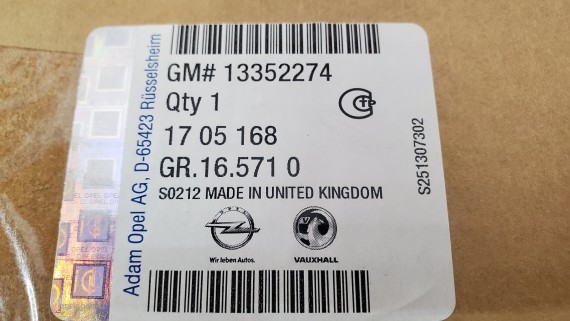 Adam Opel AG, D-65423 Rüsselsheim
GM# 13352274
Qty 1
17 05 168
GR.16.571 0
S0212 MADE IN UNITED KINGDOM
Wir leben Autos.
VAUXHALL
S251307302